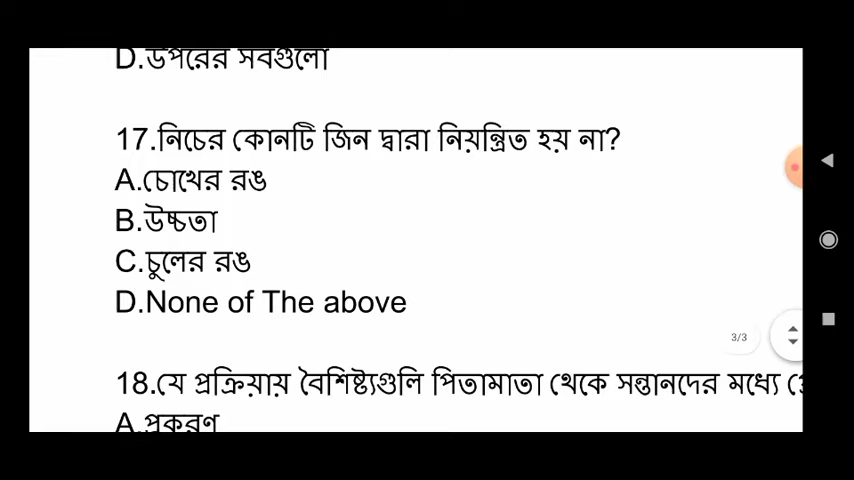 D.উপরের সবগুলো
17.নিচের কোনটি জিন দ্বারা নিয়ন্ত্রিত হয় না?
A.চোখের রঙ
B.উচ্চতা
C.চুলের রঙ
D.None of The above
3/3
18.যে প্রক্রিয়ায় বৈশিষ্ট্যগুলি পিতামাতা থেকে সন্তানদের মধ্যে
A.প্রকরণ